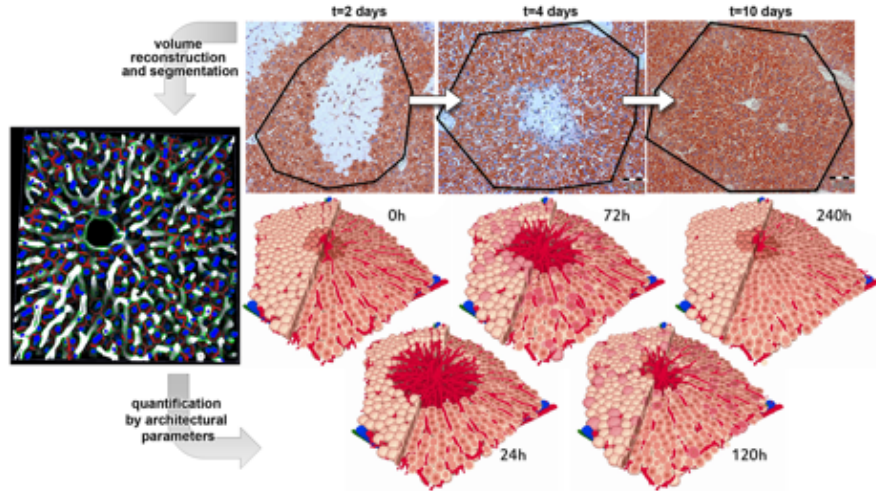 t=2 days
t=4 days
t=10 days
volume
reconstruction
and segmentation
0h
72h
240h
quantification
by architectural
parameters
24h
120h